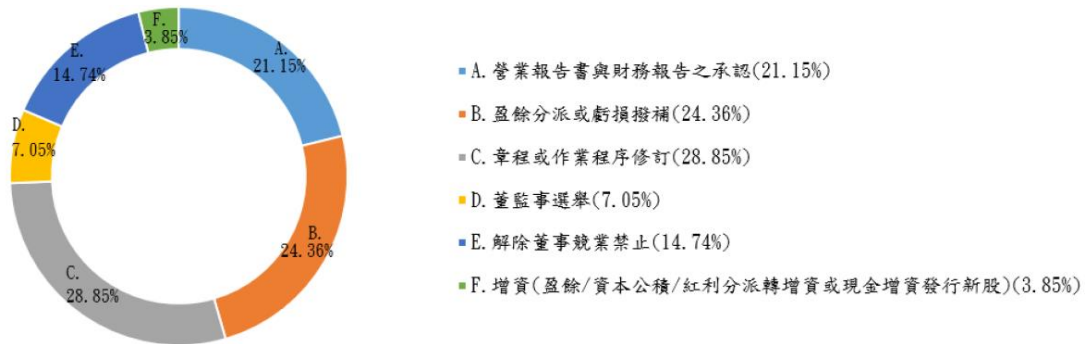 F.
3.85%
A.
21.15%
E.
14.74%
D.
7.05%
B.
24.36%
C.
28.85%
A. 營業報告書與財務報告之承認(21.15%)
B. 盈餘分派或虧損撥補(24.36%)
C. 章程或作業程序修訂(28.85%)
D. 董監事選舉(7.05%)
E. 解除董事競業禁止(14.74%)
F. 增資(盈餘/資本公積/紅利分派轉增資或現金增資發行新股)(3.85%)